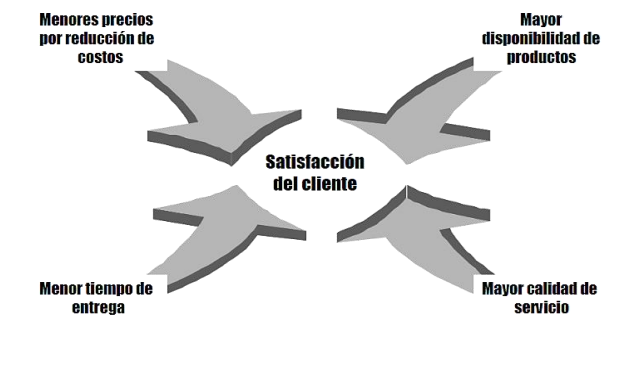 Menores precios
por reducción de
costos
Mayor
disponibilidad de
productos
Satisfacción
del cliente
Menor tiempo de
entrega
Mayor calidad de
servicio